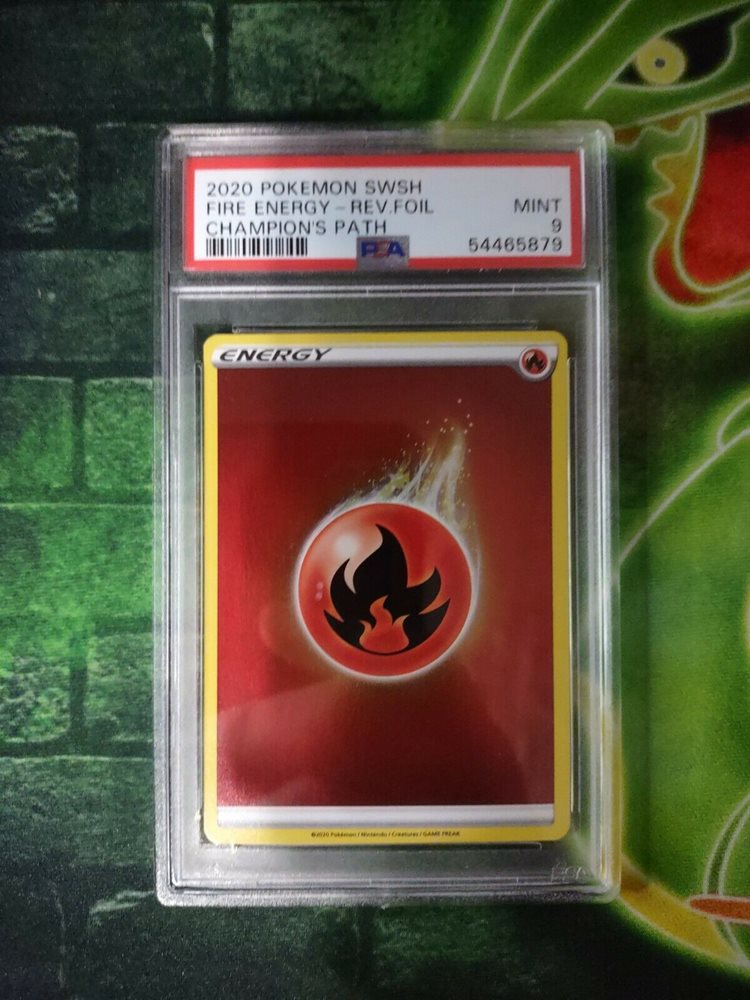 2020 POKEMON SWSH
FIRE ENERGY - REV.FOIL MINT
CHAMPION'S PATH 9
PSA 54465879
ENERGY
©2020 Pokémon / Nintendo / Creatures / GAME FREAK
PSA